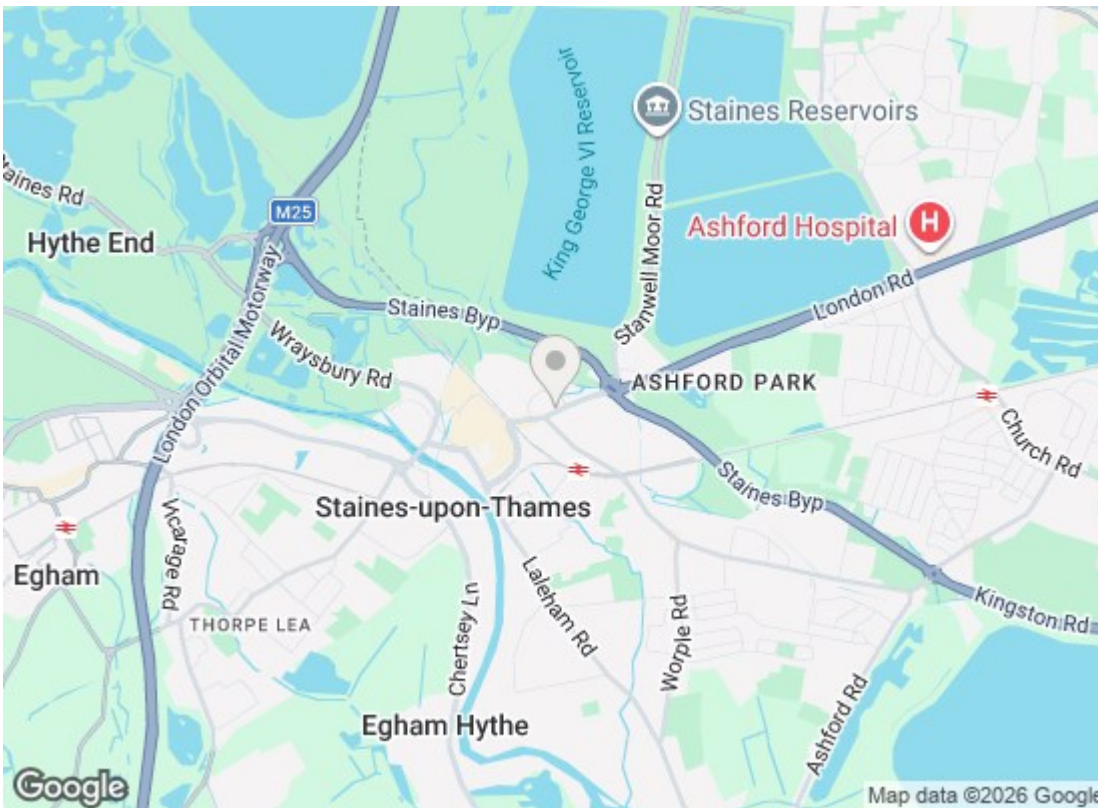 Staines Reservoirs
King George VI Reservoir
Stanwell Moor Rd
Staines Rd
M25
Hythe End
Ashford Hospital
H
London Rd
Staines Byp
Wraysbury Rd
London Orbital Motorway
ASHFORD PARK
Church Rd
Staines Byp
Staines-upon-Thames
Vicarage Rd
Egham
THORPE LEA
Chertsey Ln
Laleham Rd
Worple Rd
Kingston Rd
Ashford Rd
Egham Hythe
Google
Map data ©2026 Google